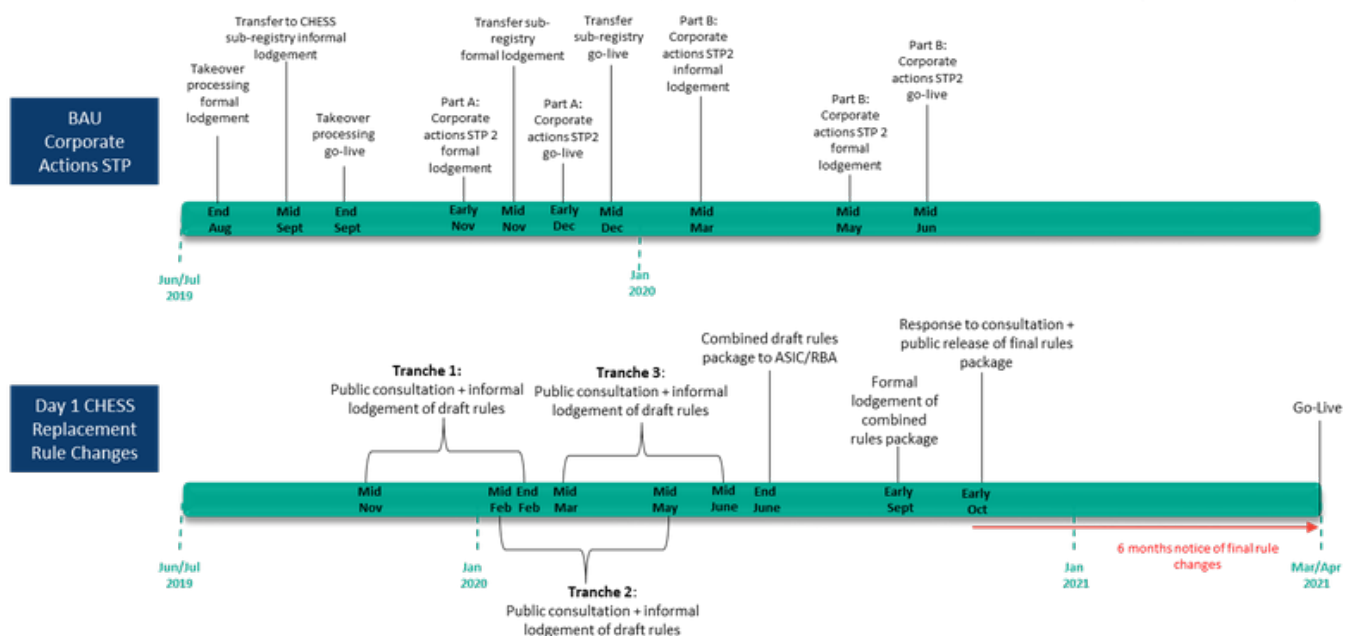 BAU
Corporate
Actions STP
Takeover
processing
formal
lodgement
Transfer to CHESS
sub-registry informal
lodgement
Takeover
processing
go-live
Part A:
Corporate
actions STP 2
formal
lodgement
Transfer sub-
registry
formal lodgement
Part A:
Corporate
actions STP2
go-live
Transfer
sub-registry
go-live
Part B:
Corporate
actions STP2
informal
lodgement
Part B:
Corporate
actions STP 2
formal
lodgement
Part B:
Corporate
actions STP2
go-live
End
Aug
Mid
Sept
End
Sept
Early
Nov
Mid
Nov
Early
Dec
Mid
Dec
Mid
Mar
Mid
May
Mid
Jun
Jun/Jul
2019
Jan
2020
Day 1 CHESS
Replacement
Rule Changes
Tranche 1:
Public consultation + informal
lodgement of draft rules
Tranche 3:
Public consultation + informal
lodgement of draft rules
Combined draft rules
package to ASIC/RBA
Formal
lodgement of
combined
rules package
Response to consultation +
public release of final rules
package
Go-Live
Mid
Nov
Mid
Feb
End
Feb
Mid
Mar
Mid
May
Mid
June
End
June
Early
Sept
Early
Oct
6 months notice of final rule
changes
Jun/Jul
2019
Jan
2020
Jan
2021
Mar/Apr
2021
Tranche 2:
Public consultation + informal
lodgement of draft rules